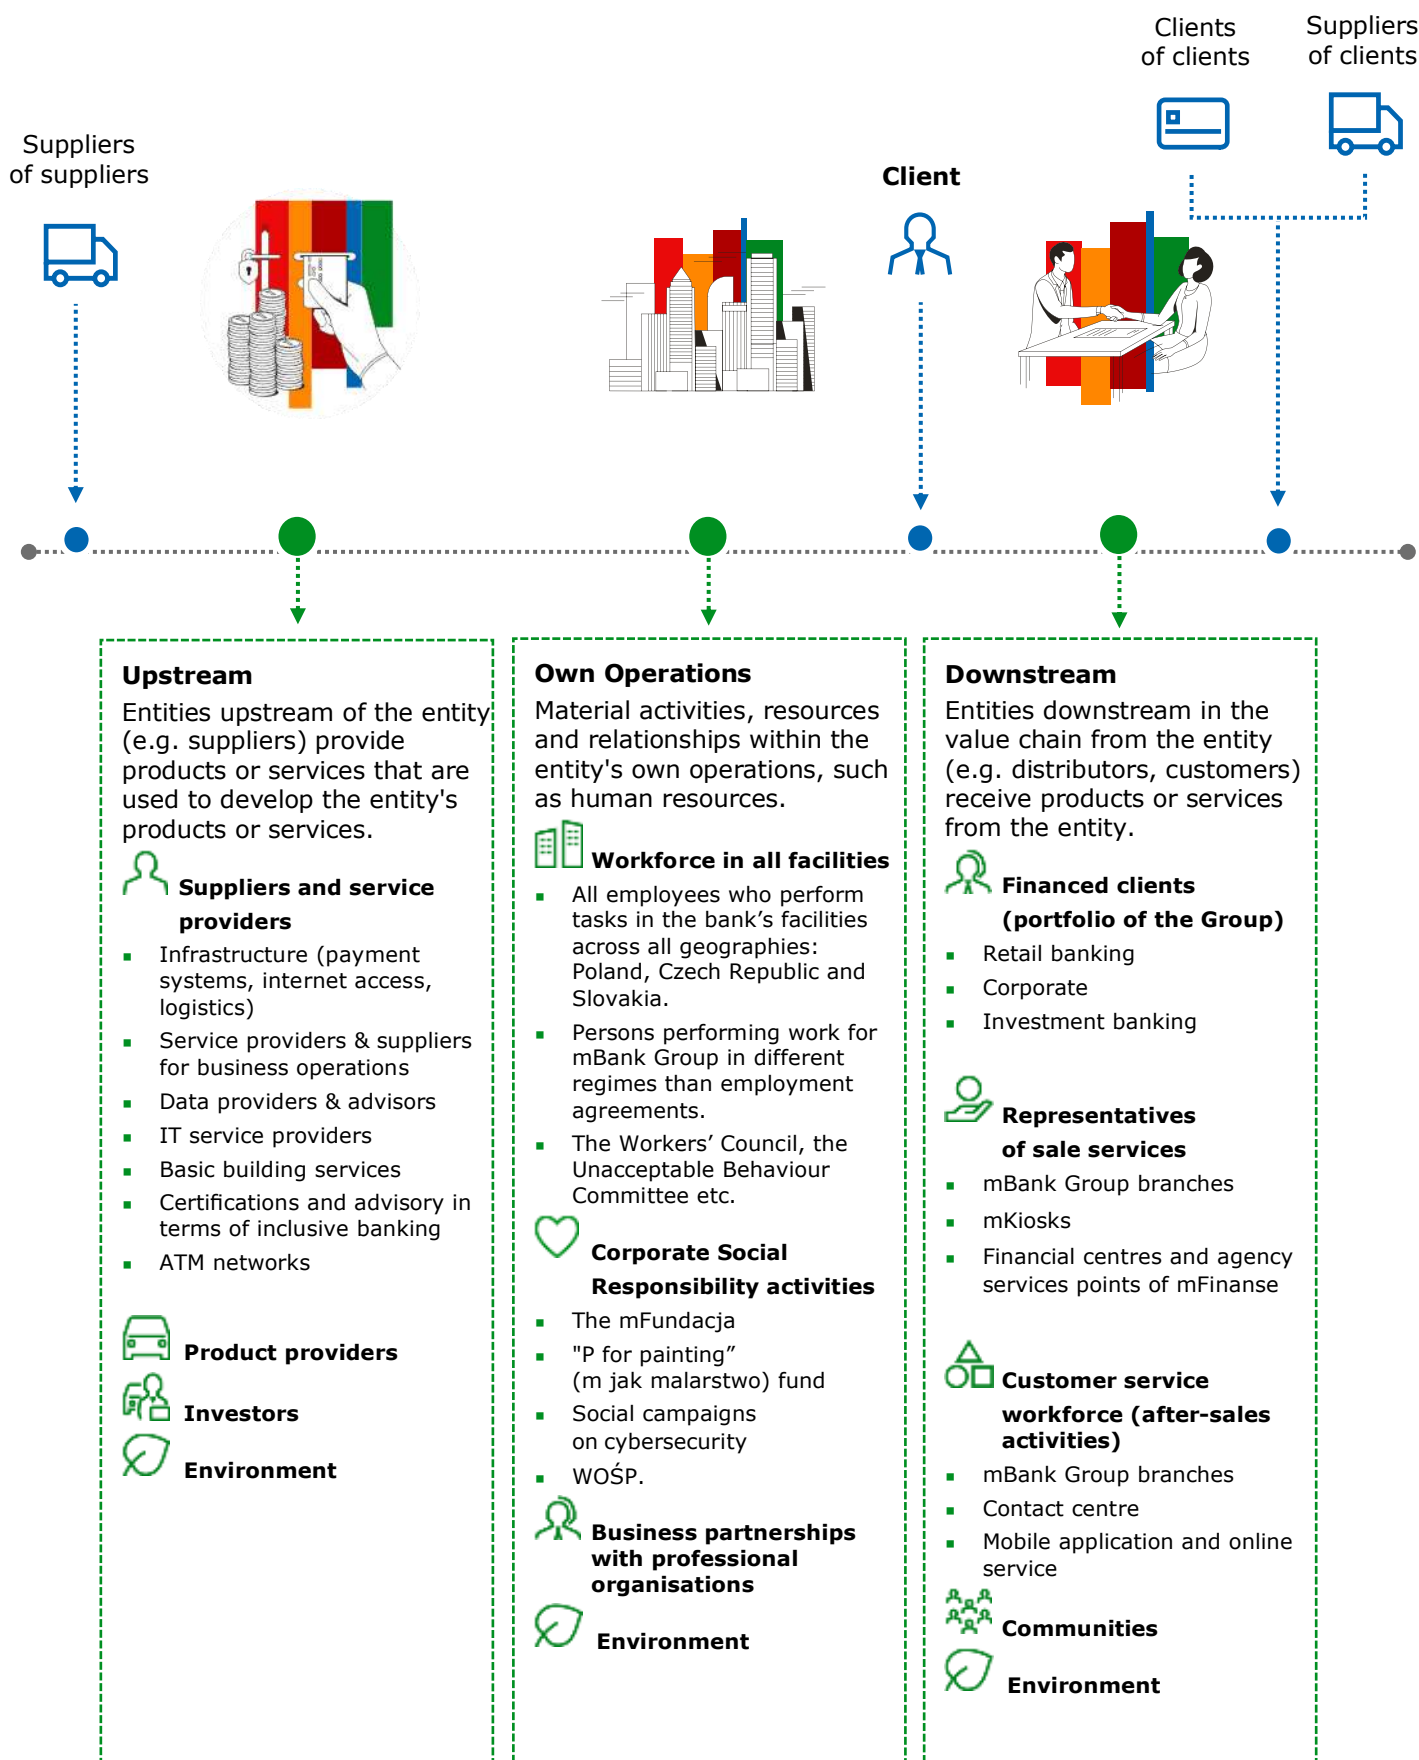 Clients
of clients
Suppliers
of clients
Suppliers
of suppliers
Client
Upstream
Entities upstream of the entity
(e.g. suppliers) provide
products or services that are
used to develop the entity's
products or services.
Suppliers and service
providers
▪ Infrastructure (payment
systems, internet access,
logistics)
▪ Service providers & suppliers
for business operations
▪ Data providers & advisors
▪ IT service providers
▪ Basic building services
▪ Certifications and advisory in
terms of inclusive banking
▪ ATM networks
Product providers
Investors
Environment
Own Operations
Material activities, resources
and relationships within the
entity's own operations, such
as human resources.
Workforce in all facilities
▪ All employees who perform
tasks in the bank’s facilities
across all geographies:
Poland, Czech Republic and
Slovakia.
▪ Persons performing work for
mBank Group in different
regimes than employment
agreements.
▪ The Workers’ Council, the
Unacceptable Behaviour
Committee etc.
Corporate Social
Responsibility activities
▪ The mFundacja
▪ "P for painting”
(m jak malarstwo) fund
▪ Social campaigns
on cybersecurity
▪ WOŚP.
Business partnerships
with professional
organisations
Environment
Downstream
Entities downstream in the
value chain from the entity
(e.g. distributors, customers)
receive products or services
from the entity.
Financed clients
(portfolio of the Group)
▪ Retail banking
▪ Corporate
▪ Investment banking
Representatives
of sale services
▪ mBank Group branches
▪ mKiosks
▪ Financial centres and agency
services points of mFinanse
Customer service
workforce (after-sales
activities)
▪ mBank Group branches
▪ Contact centre
▪ Mobile application and online
service
Communities
Environment